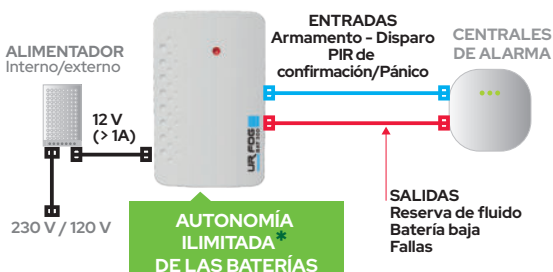 ALIMENTADOR
Interno/externo
12 V
(> 1A)
230 V / 120 V
UR FOG
ENTRADAS
Armamento - Disparo
PIR de
confirmación/Pánico
CENTRALES
DE ALARMA
SALIDAS
Reserva de fluido
Batería baja
Fallas
AUTONOMÍA
ILIMITADA*
DE LAS BATERÍAS